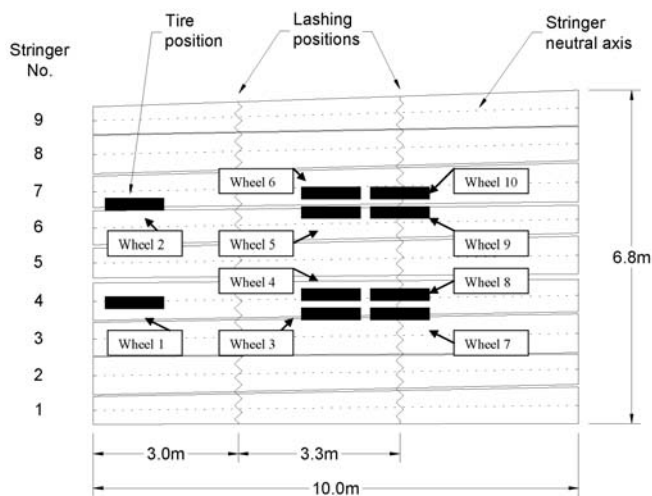 Tire
position
Lashing
positions
Stringer
neutral axis
Stringer
No.
9
8
7
6
5
4
3
2
1
Wheel 6
Wheel 10
Wheel 2
Wheel 5
Wheel 9
Wheel 4
Wheel 8
Wheel 1
Wheel 3
Wheel 7
6.8m
3.0m
3.3m
10.0m